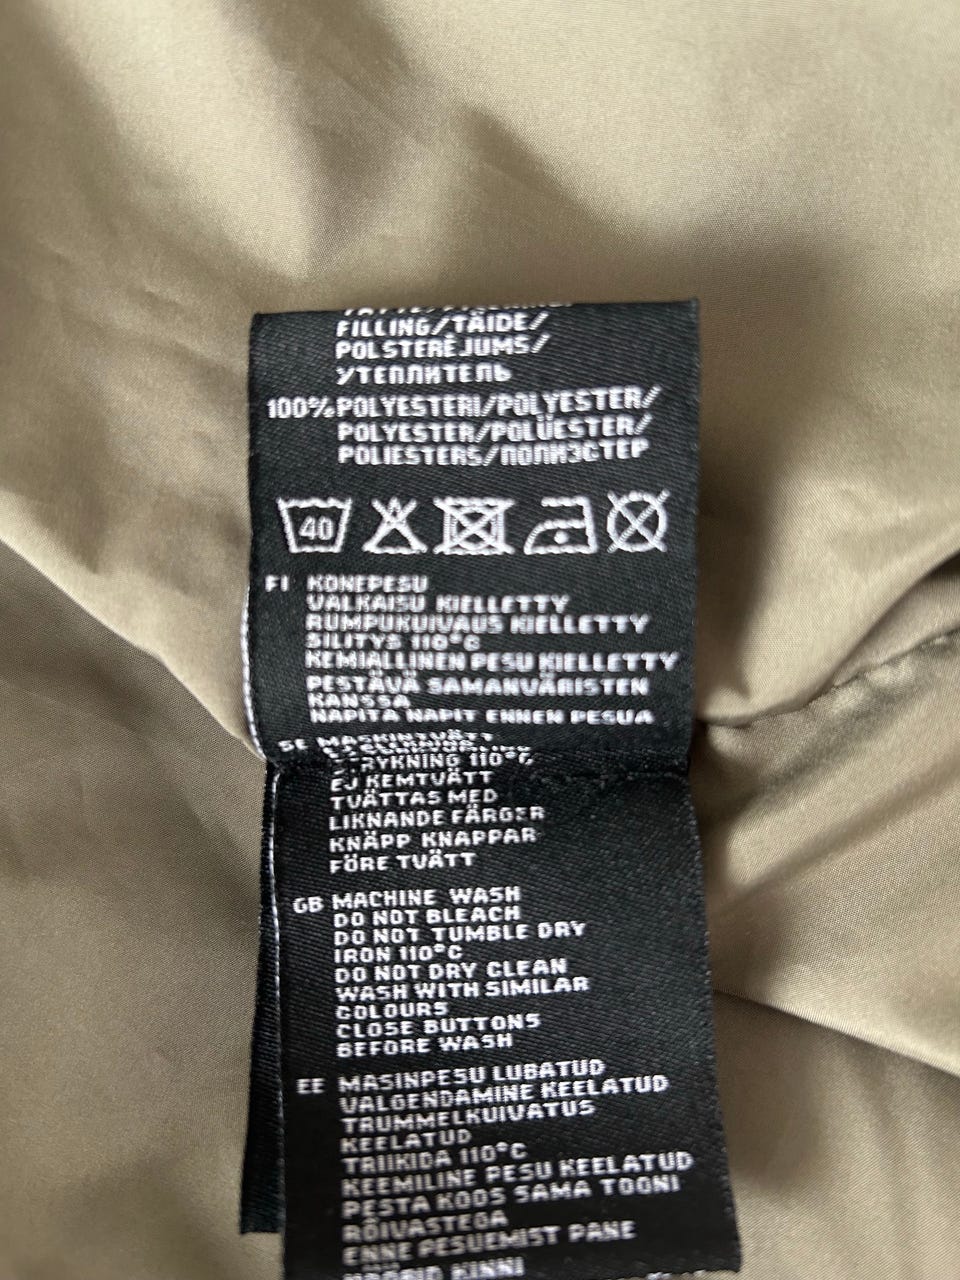 FILLING/TÄIDE/
POLSTERĒJUMS/
УТЕПЛИТЕЛЬ
100% POLYESTERI/POLYESTER/
POLYESTER/POLÜESTER/
POLIESTERS/ПОЛИЭСТЕР
40
FI KONEPESU
VALKAISU KIELLETTY
RUMPUKUIVAUS KIELLETTY
SILITYS 110°C
KEMIALLINEN PESU KIELLETTY
PESTÄVÄ SAMANVÄRISTEN
KANSSA
NAPITA NAPIT ENNEN PESUA
SE MASKINTVÄTT
STRYKNING 110°C
EJ KEMTVÄTT
TVÄTTAS MED
LIKNANDE FÄRGER
KNÄPP KNAPPAR
FÖRE TVÄTT
GB MACHINE WASH
DO NOT BLEACH
DO NOT TUMBLE DRY
IRON 110°C
DO NOT DRY CLEAN
WASH WITH SIMILAR
COLOURS
CLOSE BUTTONS
BEFORE WASH
EE MASINPESU LUBATUD
VALGENDAMINE KEELATUD
TRUMMELKUIVATUS
KEELATUD
TRIIKIDA 110°C
KEEMILINE PESU KEELATUD
PESTA KOOS SAMA TOONI
RÕIVASTEGA
ENNE PESUEMIST PANE
KINNI